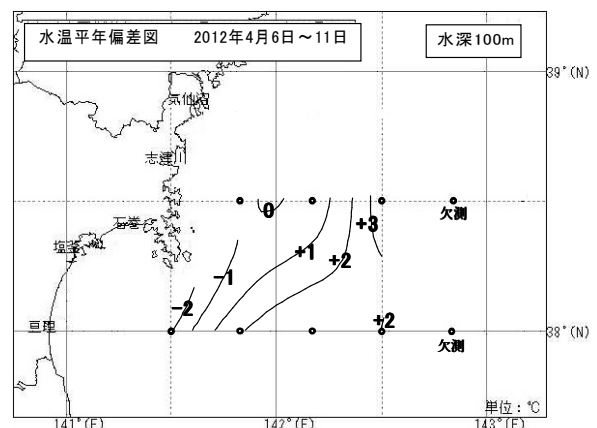 水温平年偏差図 2012年4月6日～11日
水深100m
39°(N)
気仙沼
志津川
石巻
塩釜
亘理
0
+3
欠測
+1
+2
-1
-2
+2
38°(N)
欠測
単位：℃
141°(E)
142°(E)
143°(E)